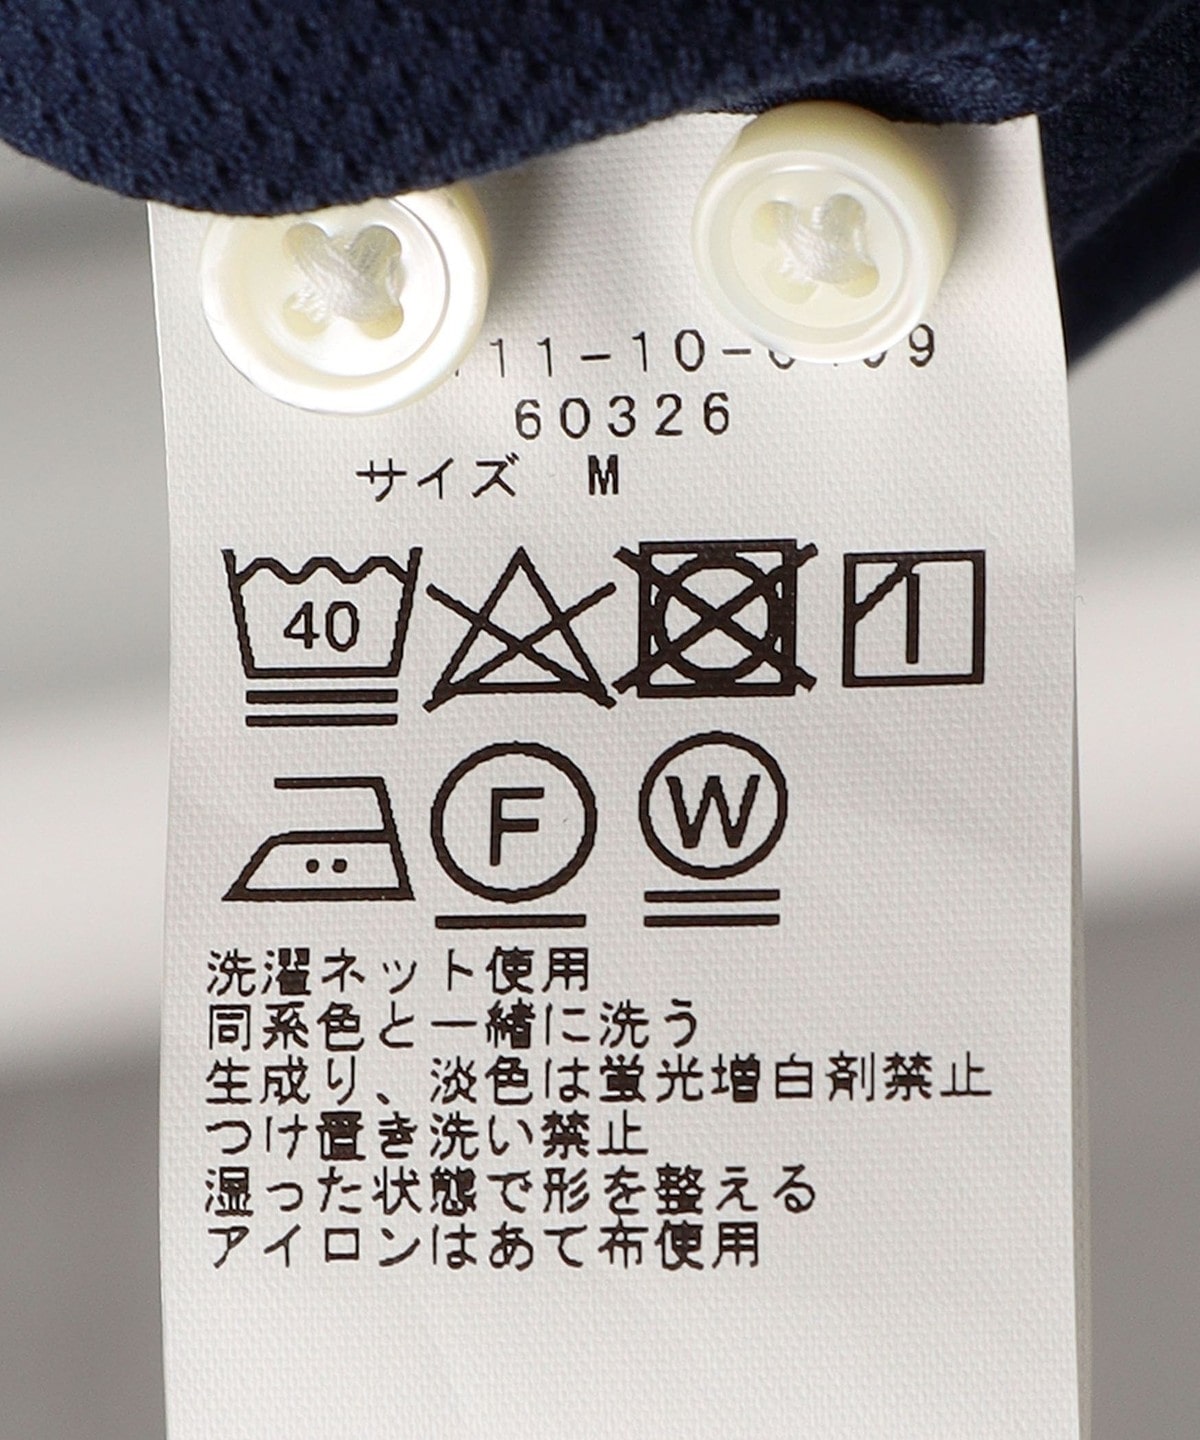 11-10-
60326
サイズ M
40
F W
洗濯ネット使用
同系色と一緒に洗う
生成り、淡色は蛍光増白剤禁止
つけ置き洗い禁止
湿った状態で形を整える
アイロンはあて布使用